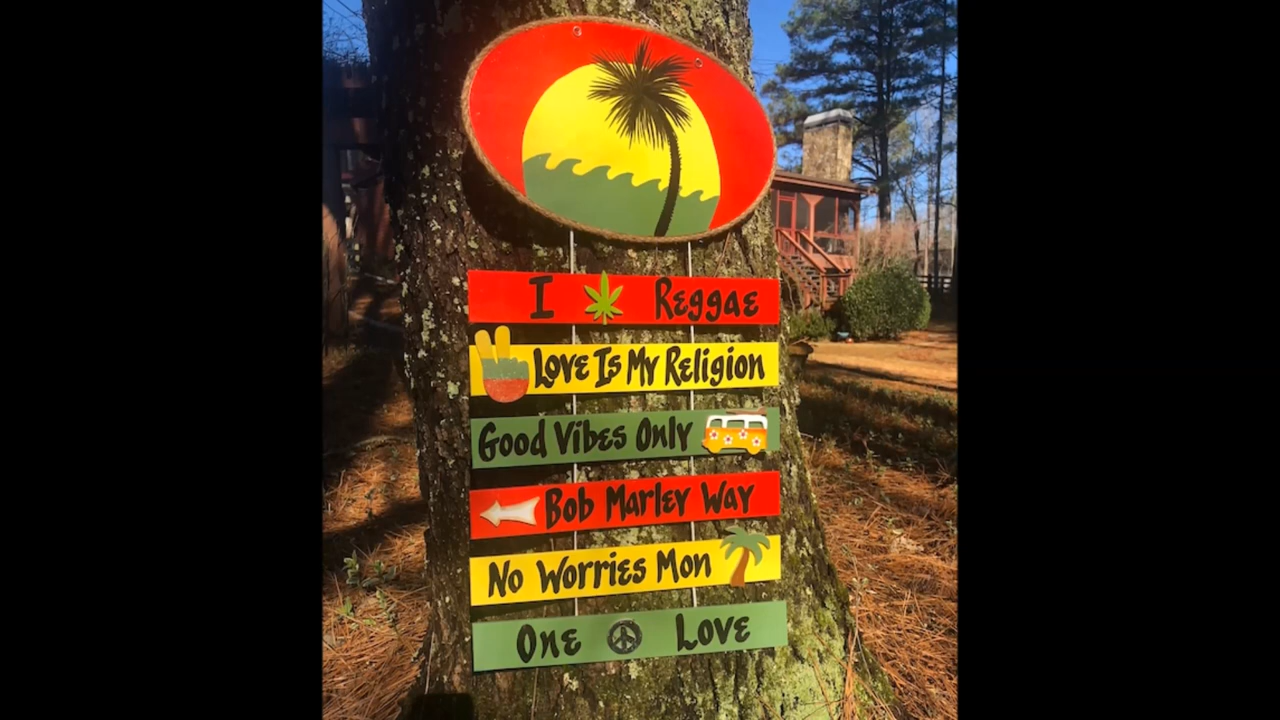 I Reggae
Love Is My Religion
Good Vibes Only
Bob Marley Way
No Worries Mon
One Love